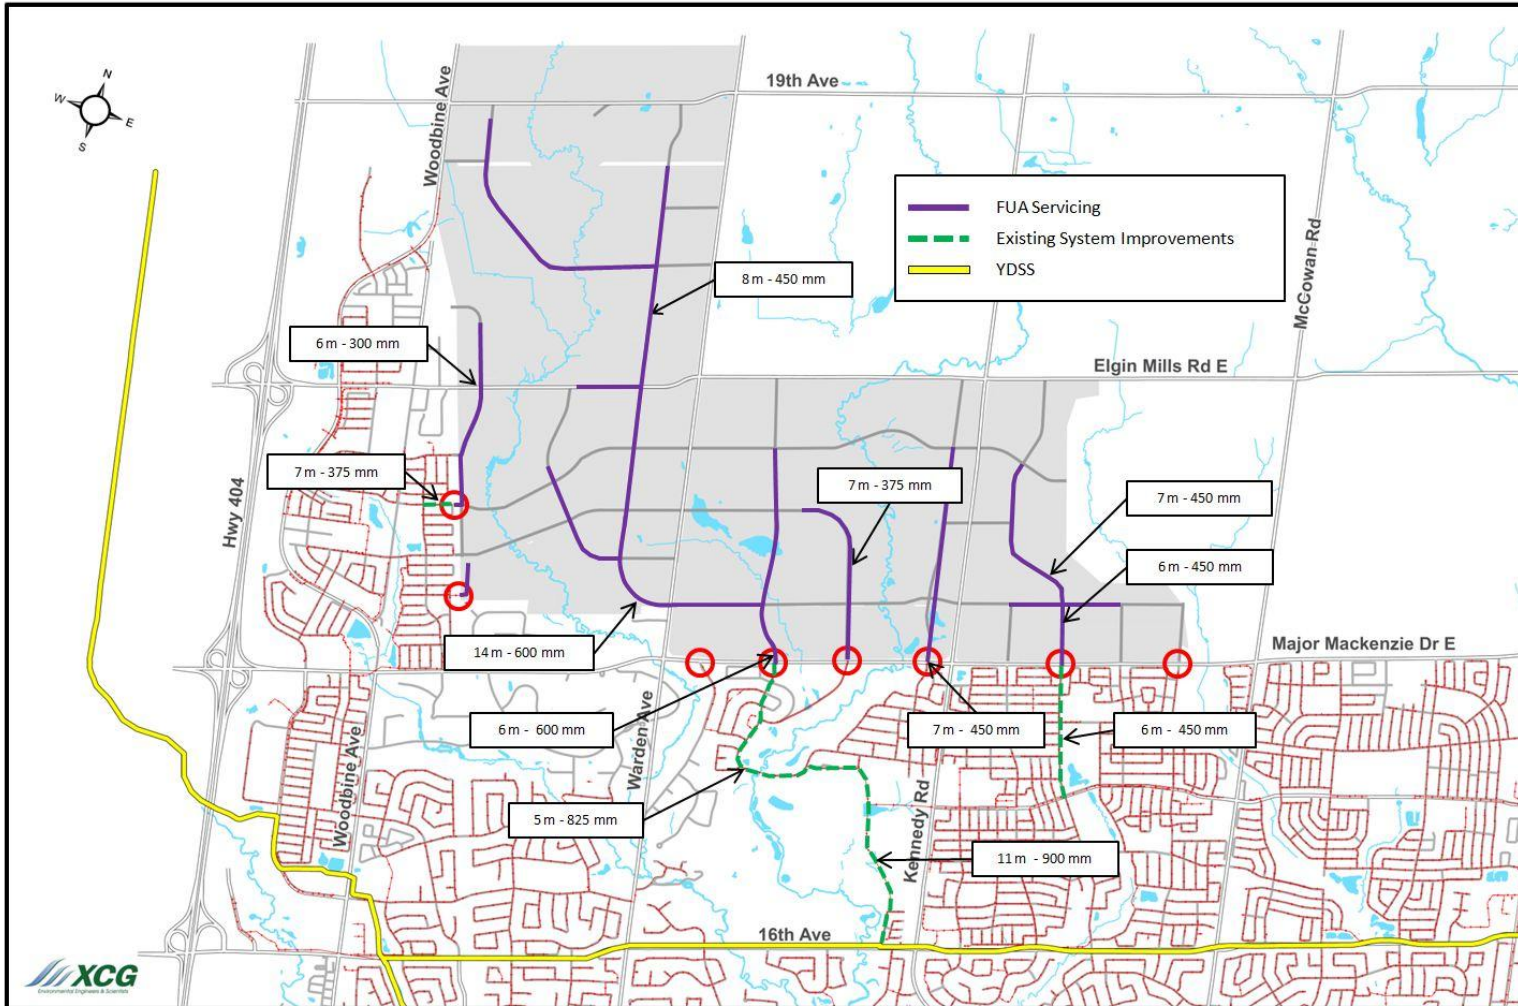 N
W
E
S
19th Ave
Woodbine Ave
FUA Servicing
Existing System Improvements
YDSS
McCowan Rd
8 m - 450 mm
6 m - 300 mm
Elgin Mills Rd E
7 m - 375 mm
7 m - 375 mm
7 m - 450 mm
Hwy 404
6 m - 450 mm
14 m - 600 mm
Major Mackenzie Dr E
6 m - 600 mm
7 m - 450 mm
6 m - 450 mm
Warden Ave
Woodbine Ave
5 m - 825 mm
Kennedy Rd
11 m - 900 mm
16th Ave
XCG
Environmental Engineers & Scientists